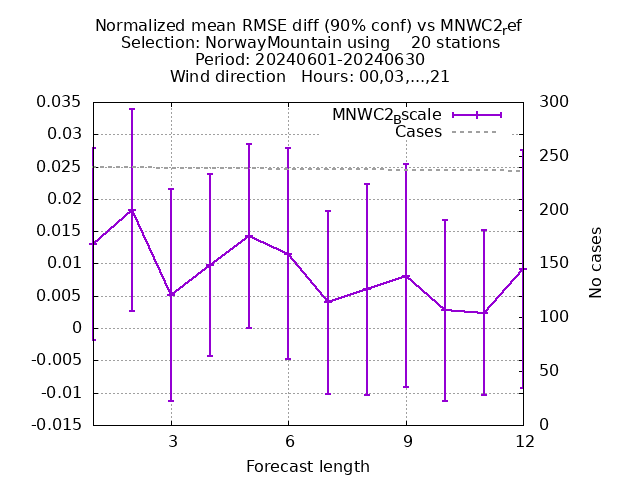 Normalized mean RMSE diff (90% conf) vs MNWC2ref
Selection: NorwayMountain using    20 stations
Period: 20240601-20240630
Wind direction   Hours: 00,03,...,21
MNWC2Bscale
Cases
0.035
0.03
0.025
0.02
0.015
0.01
0.005
0
-0.005
-0.01
-0.015
300
250
200
150
100
50
0
No cases
3
6
9
12
Forecast length